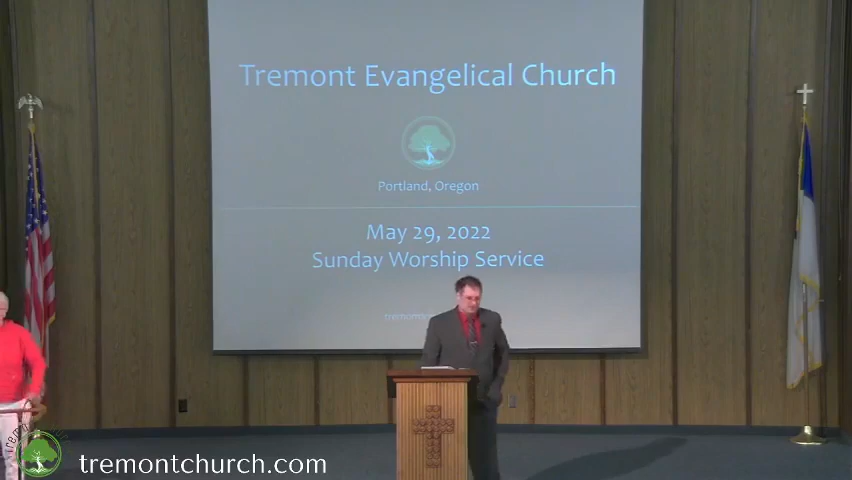 Tremont Evangelical Church
Portland, Oregon
May 29, 2022
Sunday Worship Service
tremontchurch.com